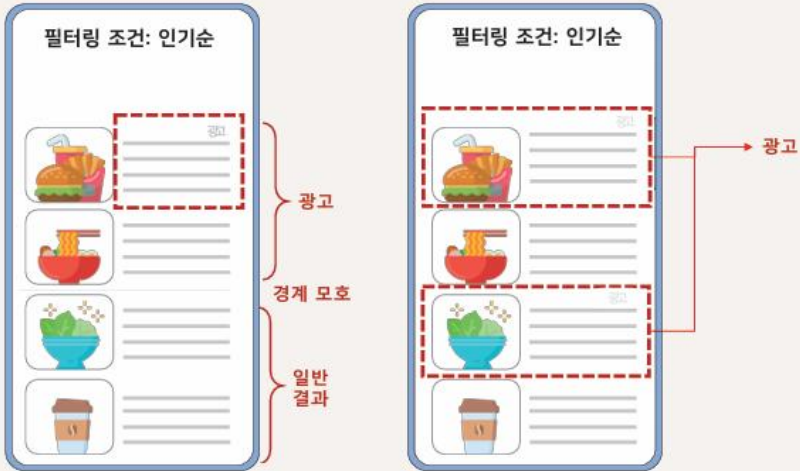 필터링 조건: 인기순
광고
광고
경계 모호
일반
결과
필터링 조건: 인기순
광고
광고
광고